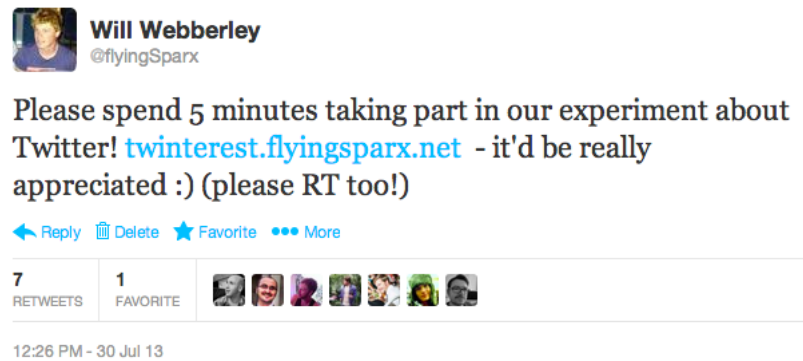 Will Webberley
@flyingSparx
Please spend 5 minutes taking part in our experiment about
Twitter! twinterest.flyingsparx.net - it'd be really
appreciated :) (please RT too!)
Reply Delete Favorite More
7 1
RETWEETS FAVORITE
12:26 PM - 30 Jul 13